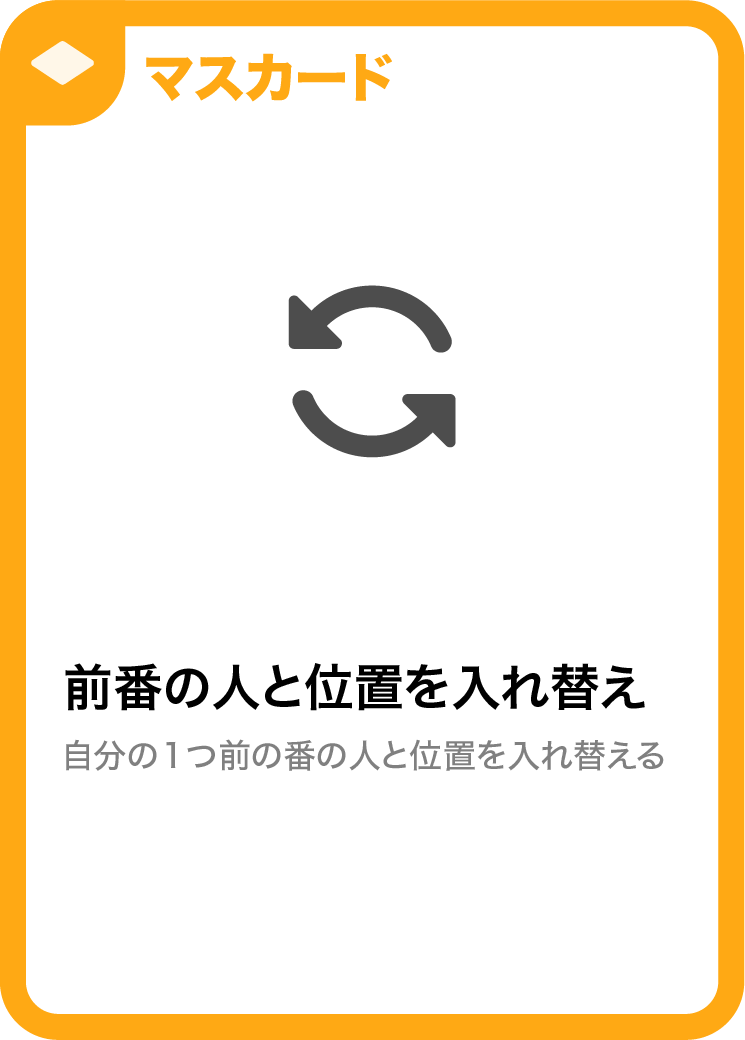 マスカード
前番の人と位置を入れ替え
自分の1つ前の番の人と位置を入れ替える